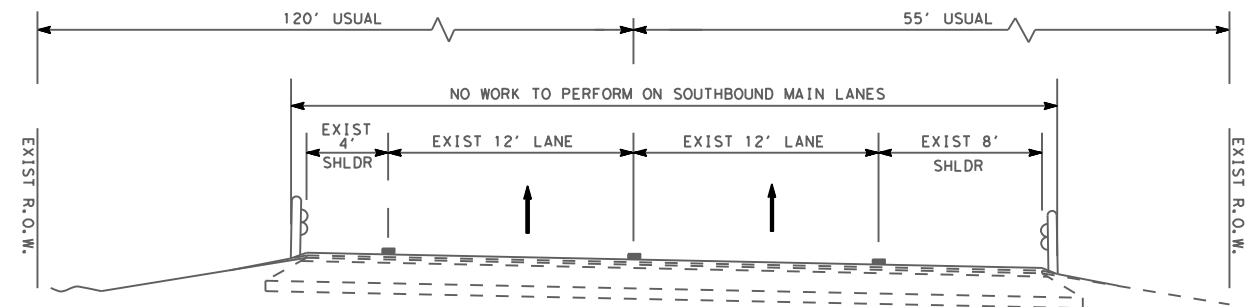 120' USUAL
55' USUAL
NO WORK TO PERFORM ON SOUTHBOUND MAIN LANES
EXIST
4'
SHLDR
EXIST 12' LANE
EXIST 12' LANE
EXIST 8'
SHLDR
EXIST R.O.W.
EXIST R.O.W.